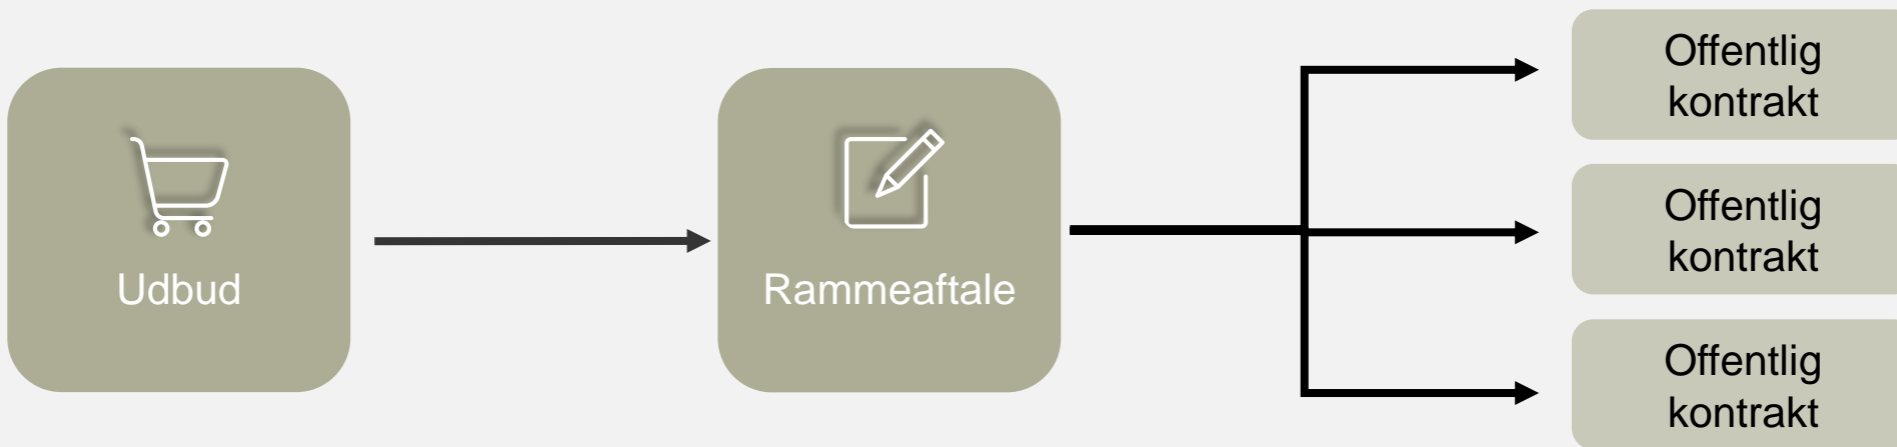 Udbud
Rammeaftale
Offentlig
kontrakt
Offentlig
kontrakt
Offentlig
kontrakt